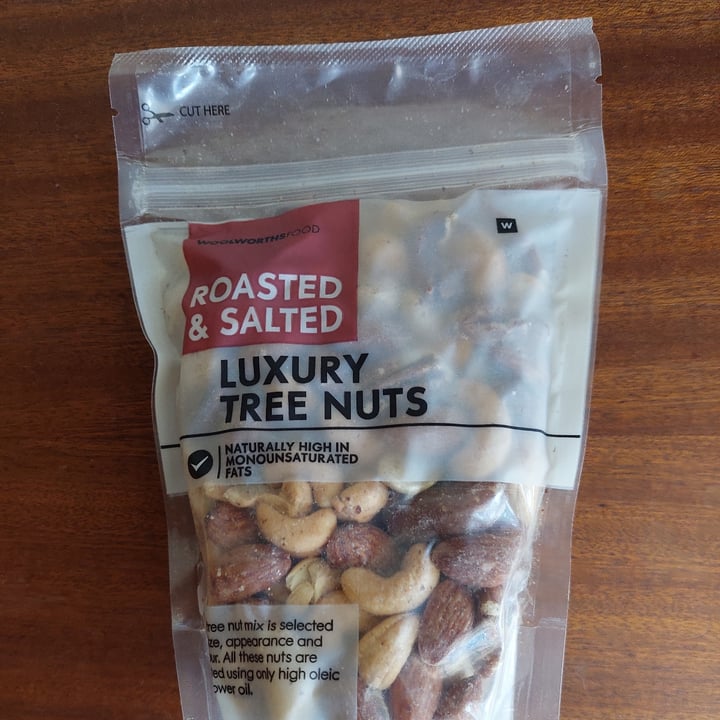 CUT HERE
WOOLWORTHSFOOD
W
ROASTED
& SALTED
LUXURY
TREE NUTS
NATURALLY HIGH IN
MONOUNSATURATED
FATS
ree nut mix is selected
ze, appearance and
ur. All these nuts are
ted using only high oleic
ower oil.